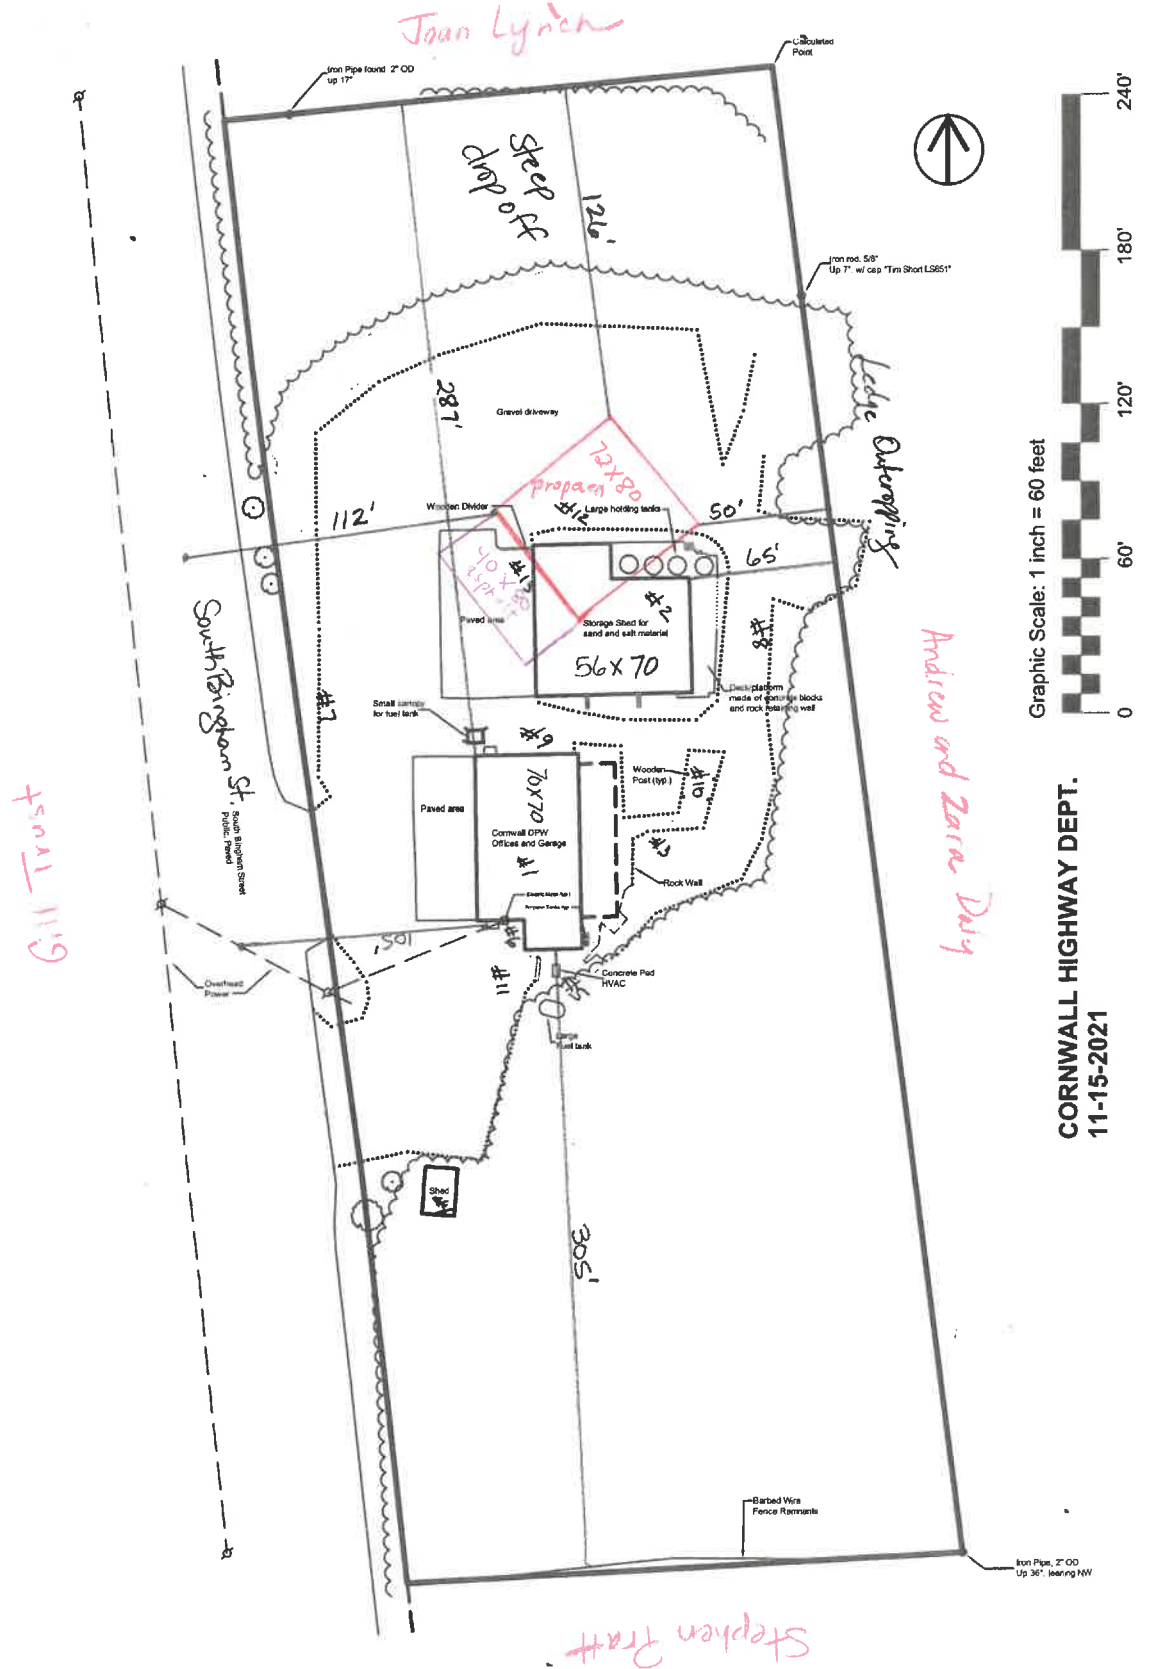 Joan Lynch
Calculated
Point
Iron Pipe found 2" OD
up 17"
240'
Steep
drop off
126'
180'
Iron rod, 5/8"
Up 7", w/ cap "Tim Short LS651"
Ledge Outcropping
120'
287'
Gravel driveway
72x80
Graphic Scale: 1 inch = 60 feet
Wooden Divider
#12
Large holding tanks
50'
112'
65'
60'
40 x 80
#2
Paved area
Storage Shed for
sand and salt material
56x70
#8
Deck/platform
made of concrete blocks
and rock retaining wall
South Bingham St.
South Bingham Street
Public, Paved
#7
Small canopy
for fuel tank
#9
0
Andrew and Zara Daly
Gill Trust
70x70
Wooden
Post (typ.)
#10
Paved area
Cornwall DPW
Offices and Garage
#1
#3
Rock Wall
CORNWALL HIGHWAY DEPT.
11-15-2021
105'
#6
#11
Overhead
Power
Concrete Pad
HVAC
#5
Large
Fuel tank
Shed
305'
Barbed Wire
Fence Remnants
Iron Pipe, 2" OD
Up 36", leaning NW
Stephen Pratt